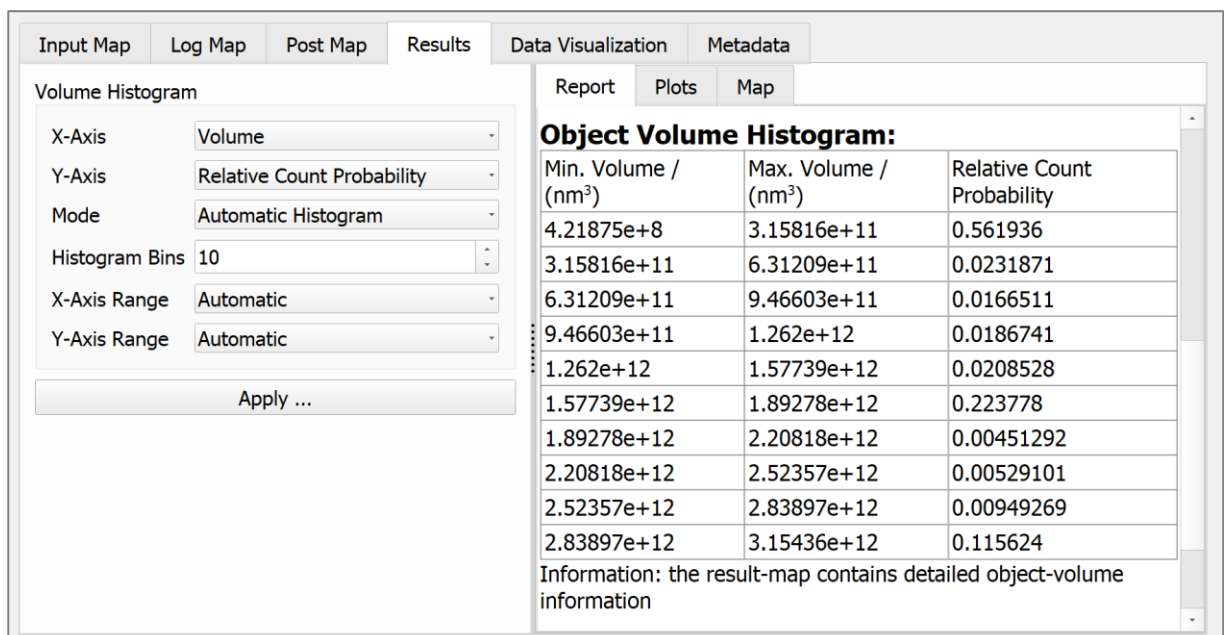 Input Map Log Map Post Map Results Data Visualization Metadata
Volume Histogram
X-Axis Volume
Y-Axis Relative Count Probability
Mode Automatic Histogram
Histogram Bins 10
X-Axis Range Automatic
Y-Axis Range Automatic
Apply ...
Report Plots Map
Object Volume Histogram:
Min. Volume / (nm³) Max. Volume / (nm³) Relative Count Probability
4.21875e+8 3.15816e+11 0.561936
3.15816e+11 6.31209e+11 0.0231871
6.31209e+11 9.46603e+11 0.0166511
9.46603e+11 1.262e+12 0.0186741
1.262e+12 1.57739e+12 0.0208528
1.57739e+12 1.89278e+12 0.223778
1.89278e+12 2.20818e+12 0.00451292
2.20818e+12 2.52357e+12 0.00529101
2.52357e+12 2.83897e+12 0.00949269
2.83897e+12 3.15436e+12 0.115624
Information: the result-map contains detailed object-volume
information